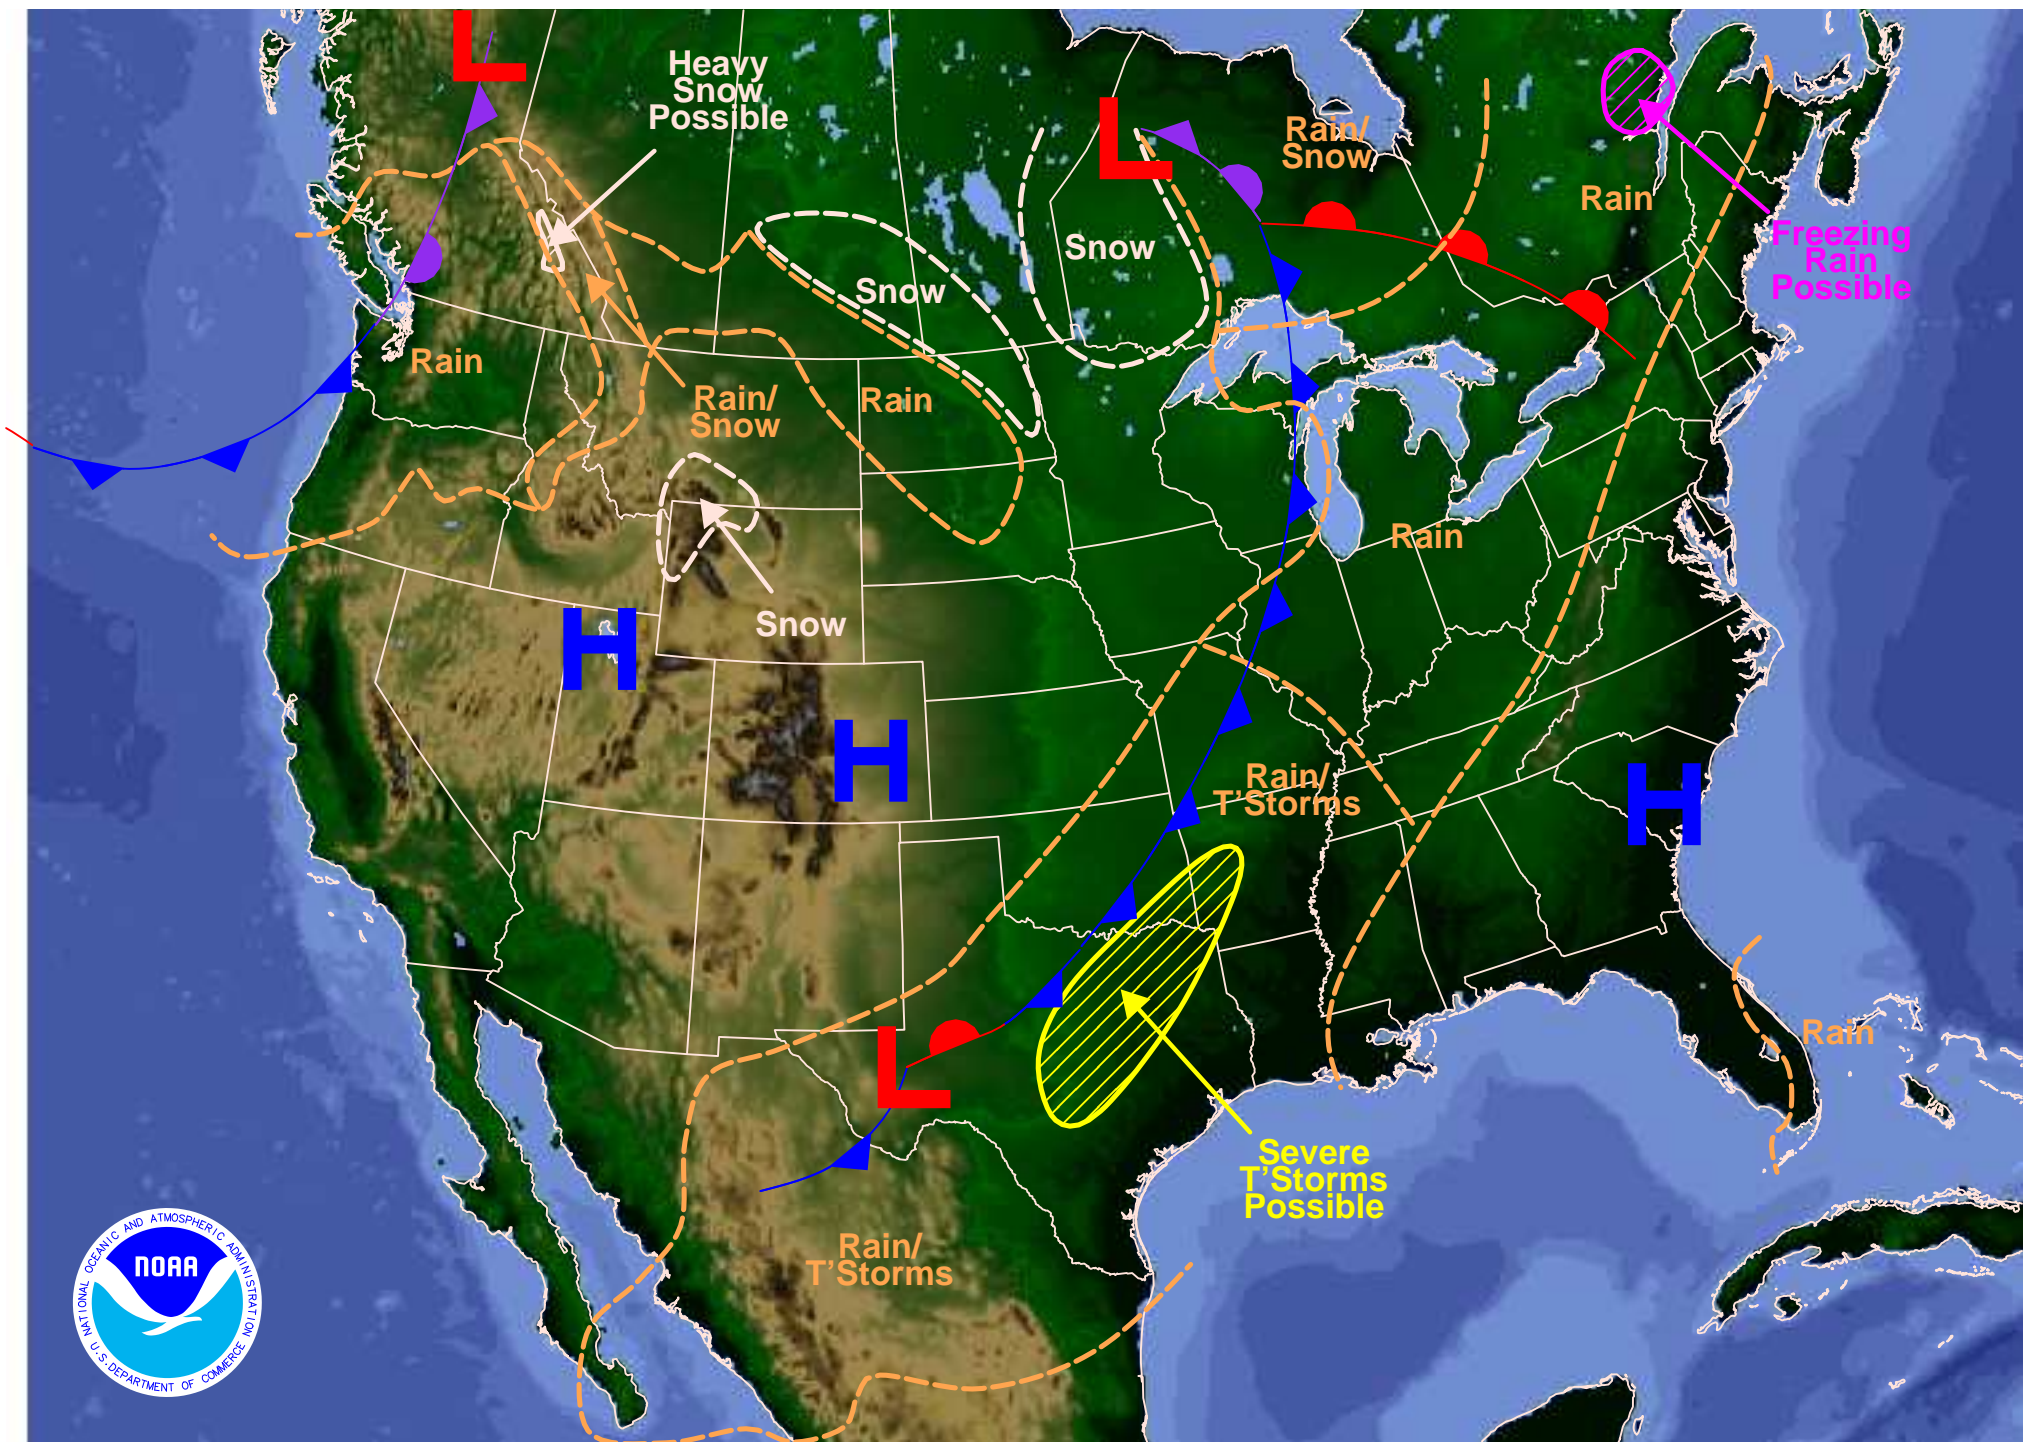 L
Heavy
Snow
Possible
L
Rain/
Snow
Rain
Freezing
Rain
Possible
Snow
Snow
Rain
Rain/
Snow
Rain
Rain
Snow
H
H
H
Rain/
T'Storms
L
Rain
Severe
T'Storms
Possible
Rain/
T'Storms
NATIONAL OCEANIC AND ATMOSPHERIC ADMINISTRATION
NOAA
U.S. DEPARTMENT OF COMMERCE